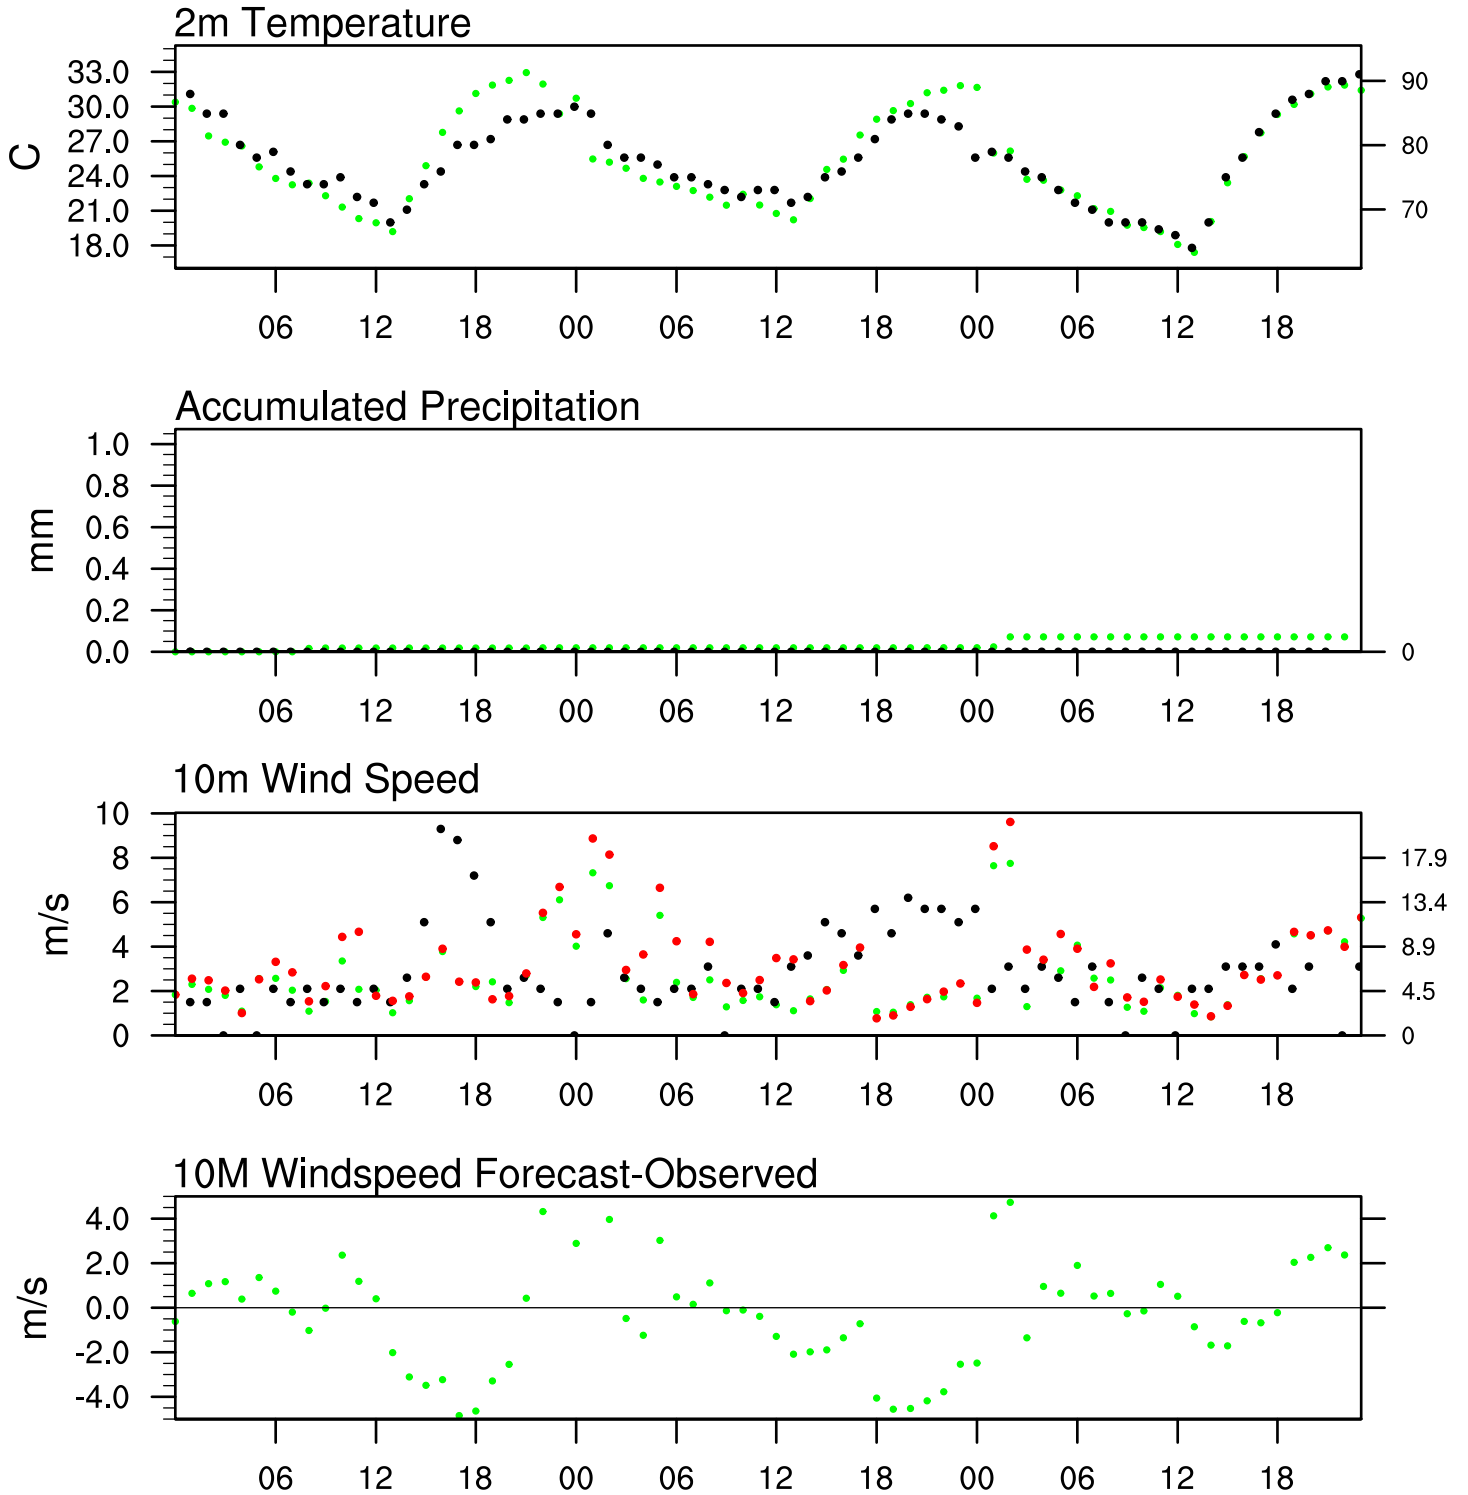 2m Temperature
33.0
30.0
27.0
24.0
21.0
18.0
C
90
80
70
06 12 18 00 06 12 18 00 06 12 18
Accumulated Precipitation
1.0
0.8
0.6
0.4
0.2
0.0
mm
0
06 12 18 00 06 12 18 00 06 12 18
10m Wind Speed
10
8
6
4
2
0
m/s
17.9
13.4
8.9
4.5
0
06 12 18 00 06 12 18 00 06 12 18
10M Windspeed Forecast-Observed
4.0
2.0
0.0
-2.0
-4.0
m/s
06 12 18 00 06 12 18 00 06 12 18